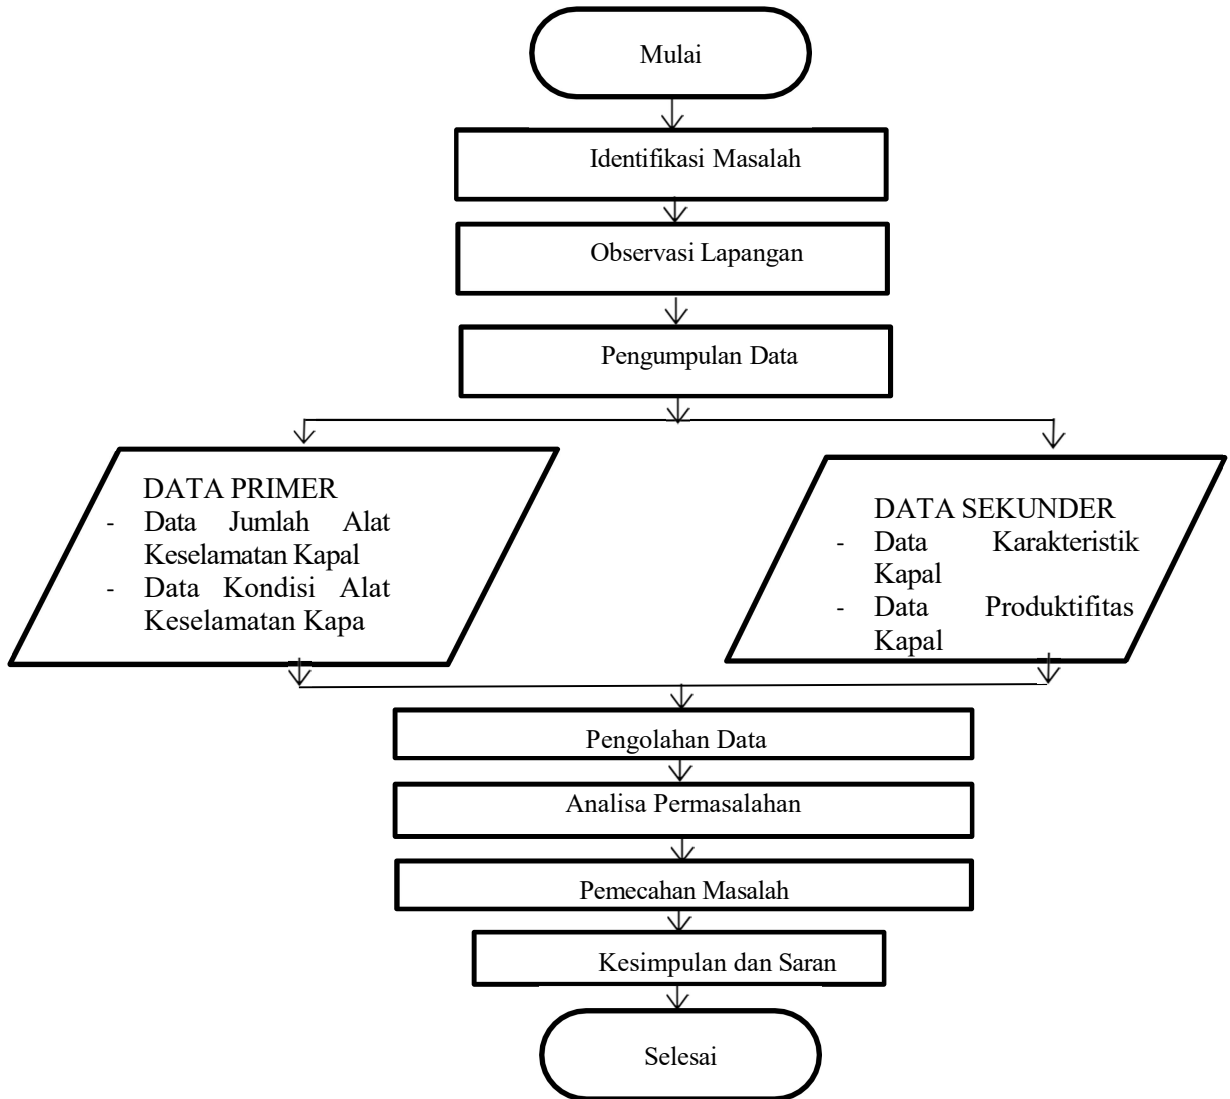 Mulai
Identifikasi Masalah
Observasi Lapangan
Pengumpulan Data
DATA PRIMER
- Data Jumlah Alat
Keselamatan Kapal
- Data Kondisi Alat
Keselamatan Kapa
DATA SEKUNDER
- Data Karakteristik
Kapal
- Data Produktifitas
Kapal
Pengolahan Data
Analisa Permasalahan
Pemecahan Masalah
Kesimpulan dan Saran
Selesai